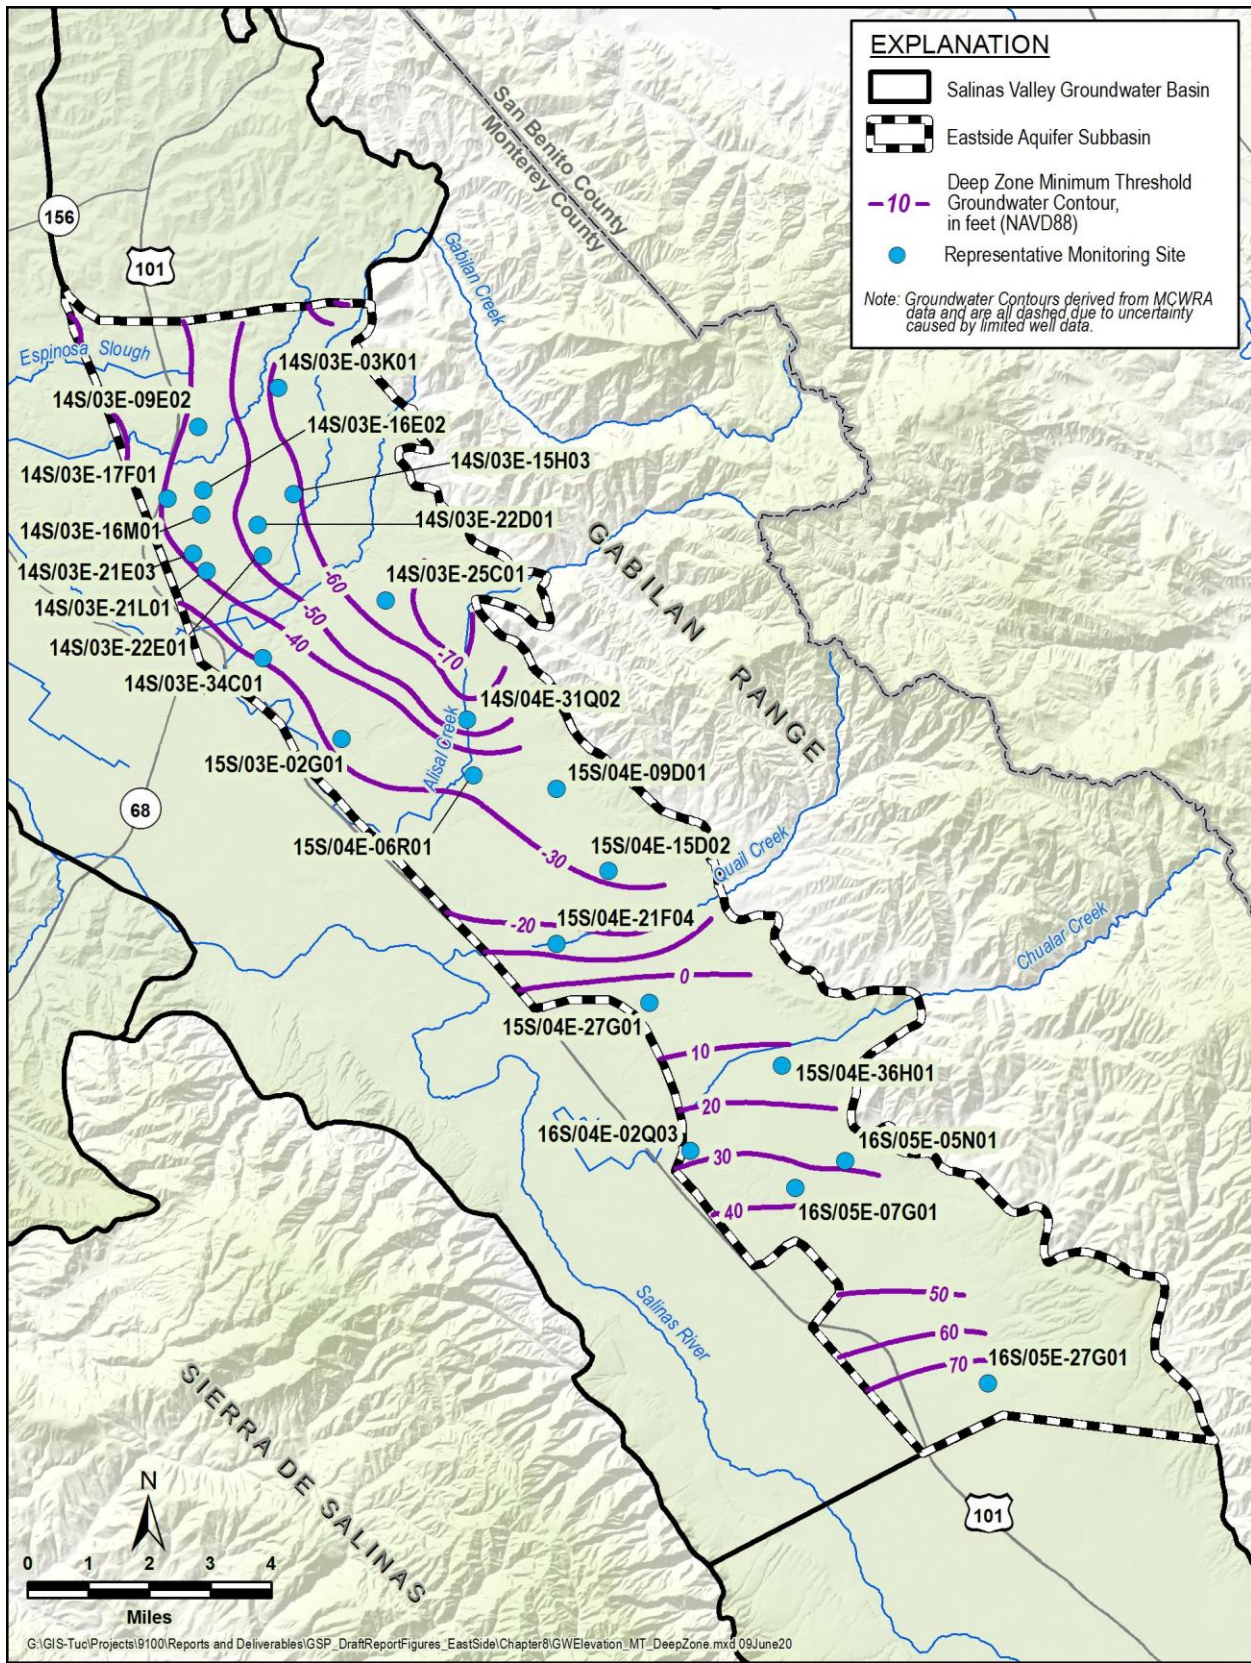 EXPLANATION
Salinas Valley Groundwater Basin
Eastside Aquifer Subbasin
10
Deep Zone Minimum Threshold
Groundwater Contour,
in feet (NAVD88)
Representative Monitoring Site
Note: Groundwater Contours derived from MCWRA
data and are all dashed due to uncertainty
caused by limited well data.
San Benito County
Monterey County
156
101
Gabilan Creek
Espinosa Slough
14S/03E-03K01
14S/03E-09E02
14S/03E-16E02
14S/03E-15H03
14S/03E-17F01
14S/03E-22D01
14S/03E-16M01
14S/03E-21E03
14S/03E-25C01
14S/03E-21L01
14S/03E-22E01
14S/03E-34C01
-60
-50
-40
-70
GABILAN
RANGE
14S/04E-31Q02
Alisal Creek
15S/03E-02G01
15S/04E-09D01
68
15S/04E-06R01
-30
15S/04E-15D02
Quail Creek
-20
15S/04E-21F04
Chualar Creek
0
15S/04E-27G01
10
15S/04E-36H01
20
16S/04E-02Q03
16S/05E-05N01
30
40
16S/05E-07G01
50
Salinas River
60
16S/05E-27G01
70
SIERRA DE SALINAS
101
N
0 1 2 3 4
Miles
G:\GIS-Tuc\Projects\9100\Reports and Deliverables\GSP_DraftReportFigures_EastSide\Chapter8\GWElevation_MT_DeepZone.mxd 09June20